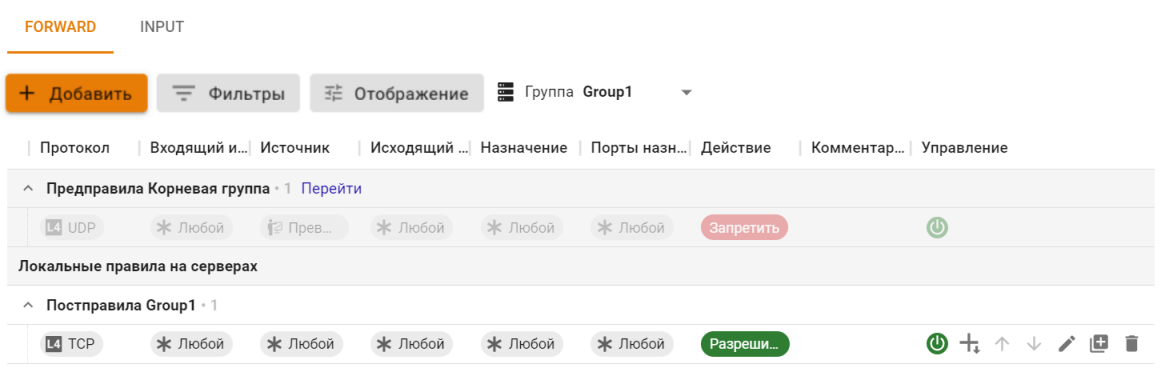 FORWARD INPUT
+ Добавить Фильтры Отображение Группа Group1
Протокол Входящий и... Источник Исходящий ... Назначение Порты назн... Действие Комментар... Управление
Предправила Корневая группа • 1 Перейти
L4 UDP Любой Прев... Любой Любой Любой Запретить
Локальные правила на серверах
Постправила Group1 • 1
L4 TCP Любой Любой Любой Любой Любой Разреши...